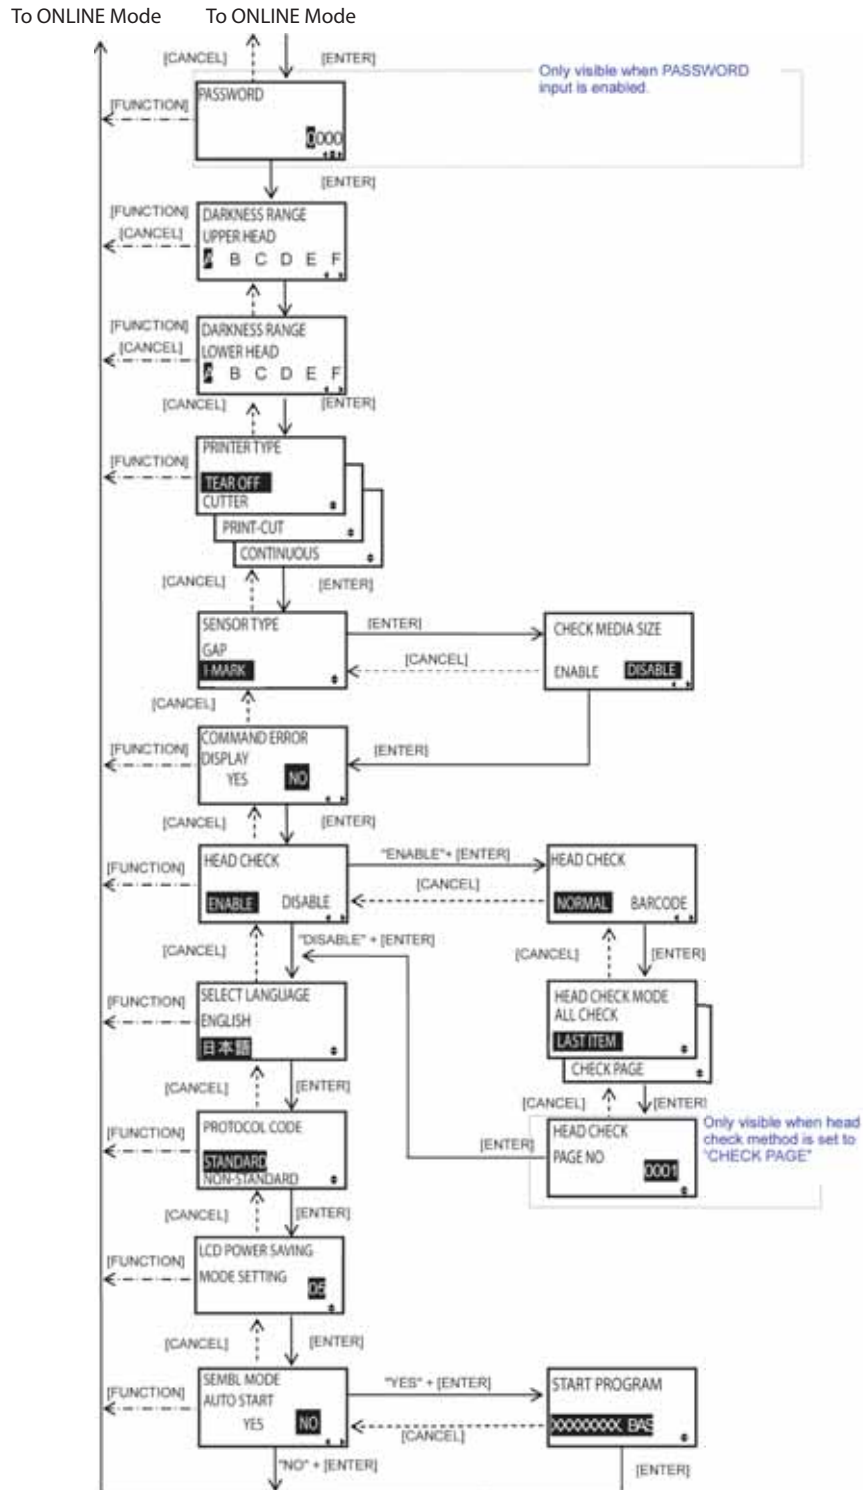 To ONLINE Mode To ONLINE Mode
[CANCEL] [ENTER]
Only visible when PASSWORD
input is enabled.
PASSWORD
[FUNCTION]
0000
[ENTER]
[FUNCTION]
[CANCEL]
DARKNESS RANGE
UPPER HEAD
A B C D E F
[FUNCTION]
[CANCEL]
DARKNESS RANGE
LOWER HEAD
A B C D E F
[CANCEL] [ENTER]
PRINTER TYPE
[FUNCTION]
TEAR OFF
CUTTER
PRINT-CUT
CONTINUOUS
[CANCEL] [ENTER]
SENSOR TYPE
GAP
I-MARK
[ENTER]
[CANCEL]
CHECK MEDIA SIZE
ENABLE DISABLE
[CANCEL]
COMMAND ERROR
DISPLAY
YES NO
[FUNCTION]
[ENTER]
[CANCEL] [ENTER]
HEAD CHECK
ENABLE DISABLE
[FUNCTION]
"ENABLE"+ [ENTER]
[CANCEL]
HEAD CHECK
NORMAL BARCODE
[CANCEL]
"DISABLE" + [ENTER]
[CANCEL] [ENTER]
SELECT LANGUAGE
ENGLISH
日本語
[FUNCTION]
HEAD CHECK MODE
ALL CHECK
LAST ITEM
CHECK PAGE
[CANCEL] [ENTER]
[CANCEL] [ENTER]
PROTOCOL CODE
STANDARD
NON-STANDARD
[FUNCTION]
[ENTER]
HEAD CHECK
PAGE NO
0001
Only visible when head
check method is set to
"CHECK PAGE"
[CANCEL] [ENTER]
LCD POWER SAVING
MODE SETTING
05
[FUNCTION]
[CANCEL] [ENTER]
SEMBL MODE
AUTO START
YES NO
[FUNCTION]
"YES" + [ENTER]
[CANCEL]
START PROGRAM
XXXXXXXX. BAS
"NO" + [ENTER]
[ENTER]